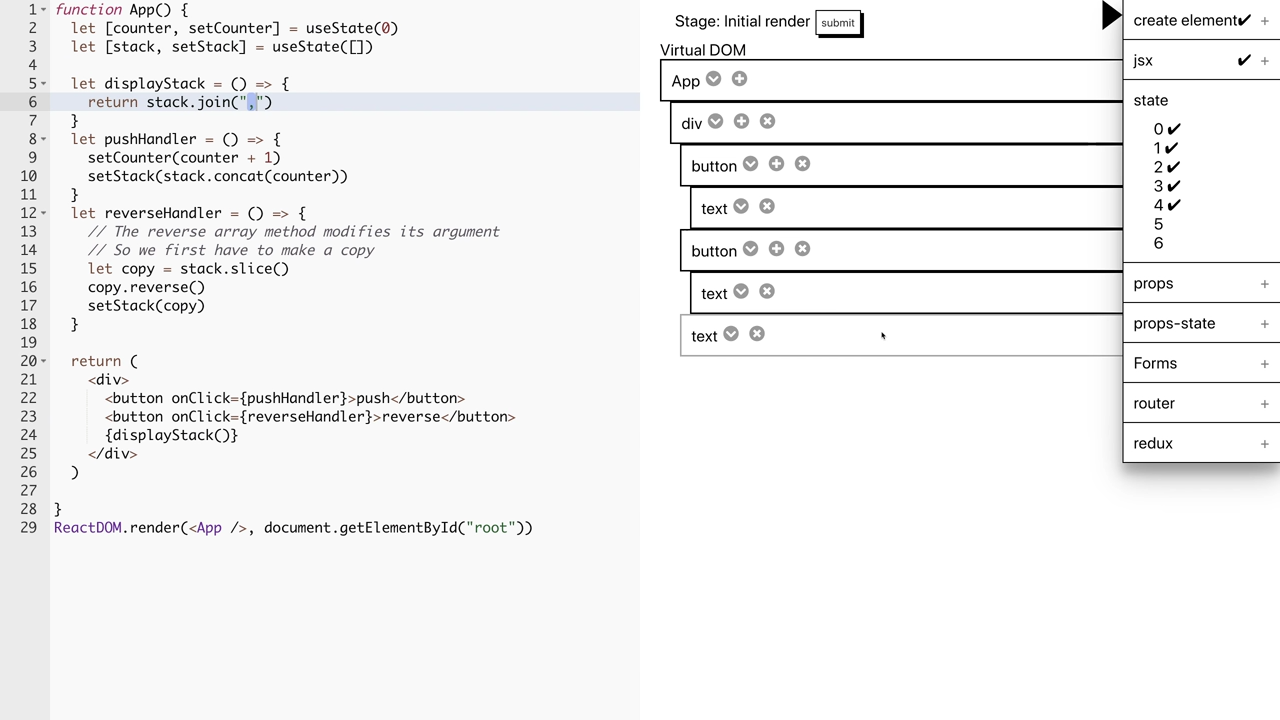 1 function App() {
2 let [counter, setCounter] = useState(0)
3 let [stack, setStack] = useState([])
4
5 let displayStack = () => {
6 return stack.join(",")
7 }
8 let pushHandler = () => {
9 setCounter(counter + 1)
10 setStack(stack.concat(counter))
11 }
12 let reverseHandler = () => {
13 // The reverse array method modifies its argument
14 // So we first have to make a copy
15 let copy = stack.slice()
16 copy.reverse()
17 setStack(copy)
18 }
19
20 return (
21 <div>
22 <button onClick={pushHandler}>push</button>
23 <button onClick={reverseHandler}>reverse</button>
24 {displayStack()}
25 </div>
26 )
27
28 }
29 ReactDOM.render(<App />, document.getElementById("root"))
Stage: Initial render submit
Virtual DOM
App
div
button
text
button
text
text
create element✔ +
jsx ✔ +
state
0 ✔
1 ✔
2 ✔
3 ✔
4 ✔
5
6
props +
props-state +
Forms +
router +
redux +